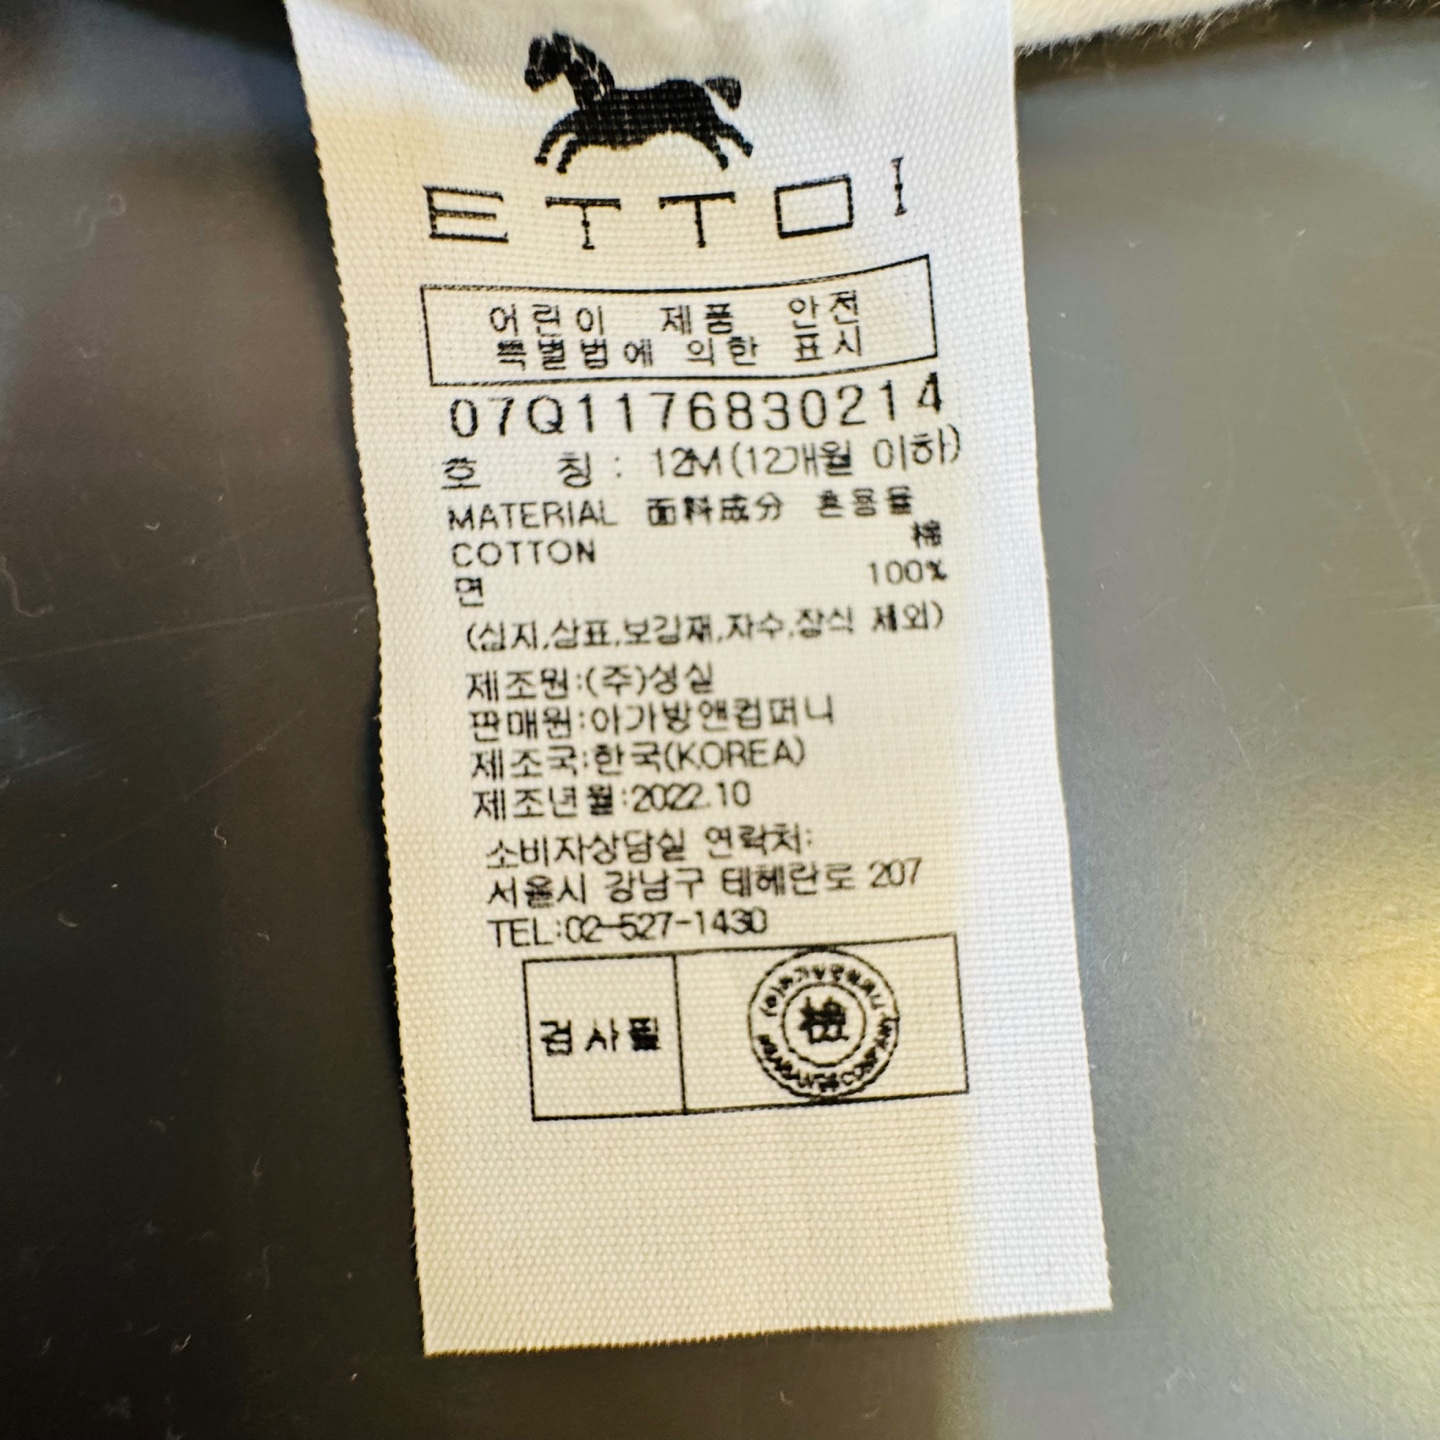 ETTOI
어린이 제품 안전
특별법에 의한 표시
07Q1176830214
호 칭 : 12M(12개월 이하)
MATERIAL 面料成分 혼용율
COTTON 棉
면 100%
(심지,상표,보강재,자수,장식 제외)
제조원:(주)성실
판매원:아가방앤컴퍼니
제조국:한국(KOREA)
제조년월:2022.10
소비자상담실 연락처:
서울시 강남구 테헤란로 207
TEL:02-527-1430
검사필
檢